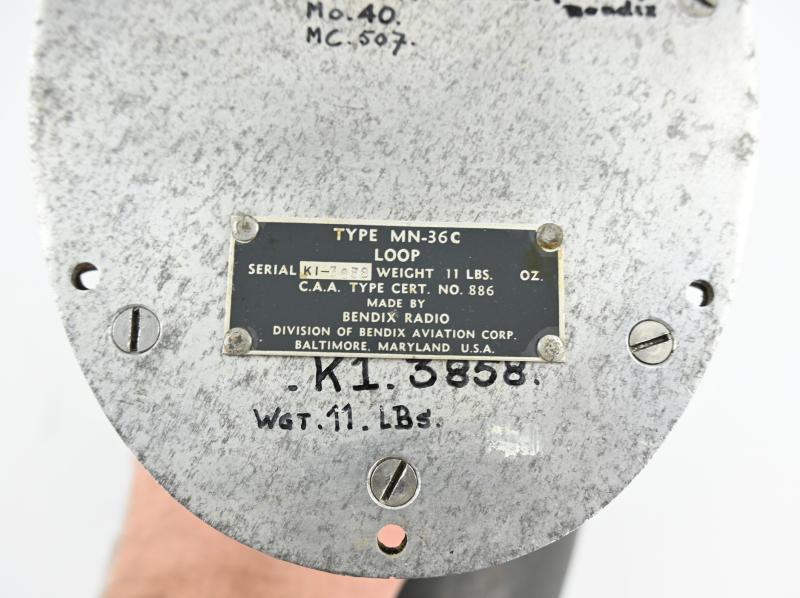 Bendix
Mo.40.
MC.507.
TYPE MN-36C
LOOP
SERIAL WEIGHT 11 LBS. OZ.
C.A.A. TYPE CERT. NO. 886
MADE BY
BENDIX RADIO
DIVISION OF BENDIX AVIATION CORP.
BALTIMORE, MARYLAND U.S.A.
.K1.3858.
WGT.11.LBS.